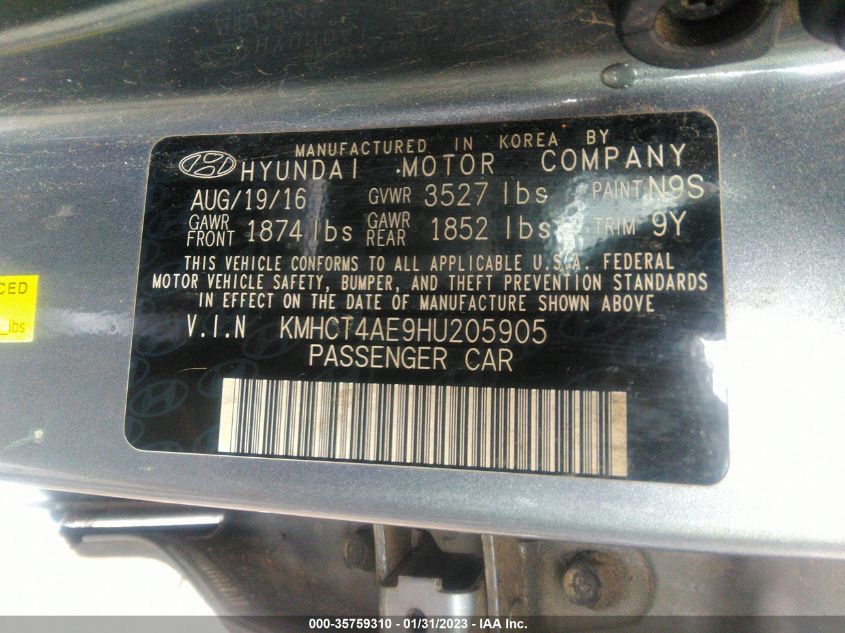 MANUFACTURED IN KOREA BY
HYUNDAI MOTOR COMPANY
AUG/19/16 GVWR 3527 lbs PAINT N9S
GAWR FRONT 1874 lbs GAWR REAR 1852 lbs TRIM 9Y
THIS VEHICLE CONFORMS TO ALL APPLICABLE U.S.A. FEDERAL
MOTOR VEHICLE SAFETY, BUMPER, AND THEFT PREVENTION STANDARDS
IN EFFECT ON THE DATE OF MANUFACTURE SHOWN ABOVE
V.I.N KMHCT4AE9HU205905
PASSENGER CAR
CED
lbs
000-35759310 - 01/31/2023 - IAA Inc.